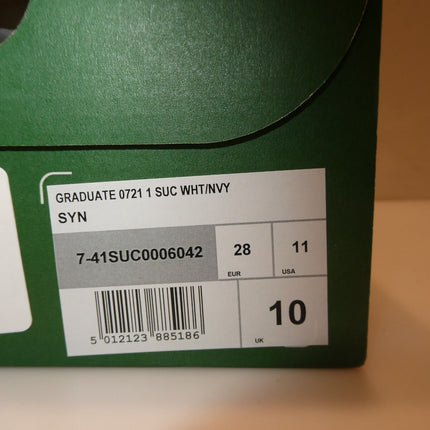 GRADUATE 0721 1 SUC WHT/NVY
SYN
7-41SUC0006042
28
EUR
11
USA
5 012123 885186
10
UK